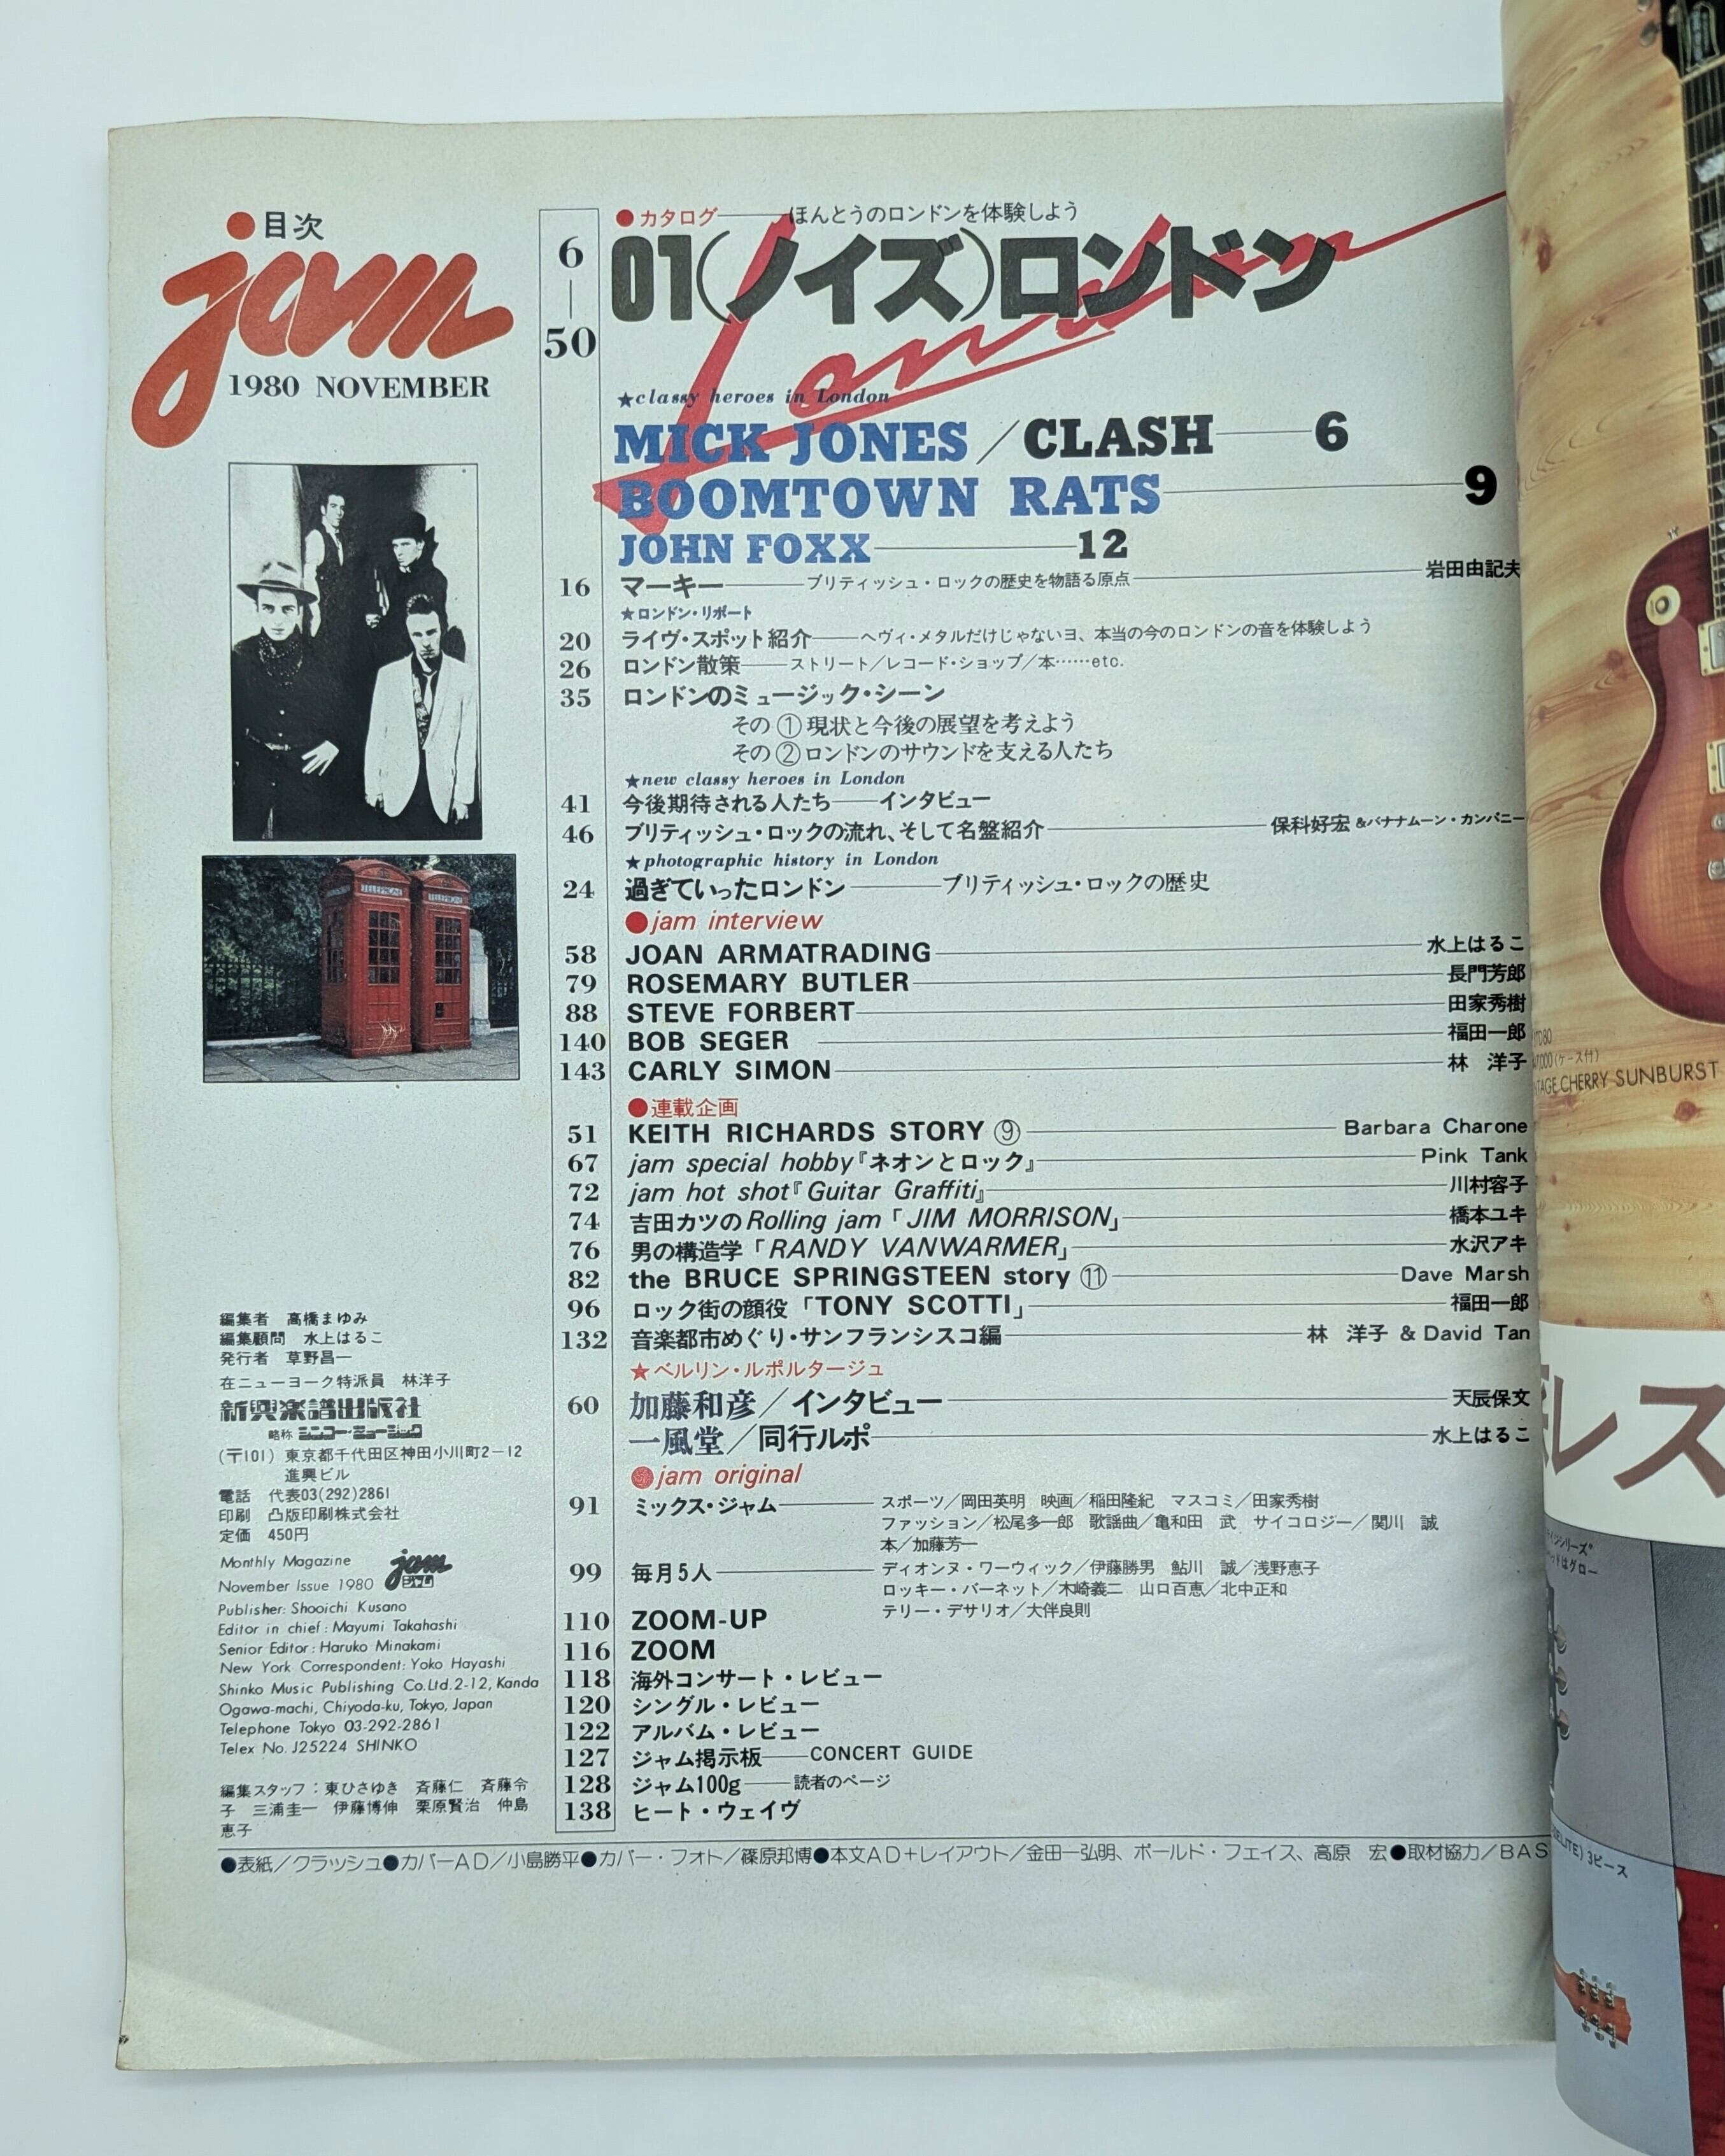 ●目次
jam
1980 NOVEMBER
6
|
50
●カタログ――ほんとうのロンドンを体験しよう
01(ノイズ)ロンドン
London
★classy heroes in London
MICK JONES／CLASH――6
BOOMTOWN RATS――9
JOHN FOXX――12
16 マーキー――ブリティッシュ・ロックの歴史を物語る原点――岩田由記夫
★ロンドン・リポート
20 ライヴ・スポット紹介――ヘヴィ・メタルだけじゃないヨ、本当の今のロンドンの音を体験しよう
26 ロンドン散策――ストリート／レコード・ショップ／本……etc.
35 ロンドンのミュージック・シーン
その①現状と今後の展望を考えよう
その②ロンドンのサウンドを支える人たち
★new classy heroes in London
41 今後期待される人たち――インタビュー
46 ブリティッシュ・ロックの流れ、そして名盤紹介――保科好宏&バナナムーン・カンパニー
★photographic history in London
24 過ぎていったロンドン――ブリティッシュ・ロックの歴史
●jam interview
58 JOAN ARMATRADING――水上はるこ
79 ROSEMARY BUTLER――長門芳郎
88 STEVE FORBERT――田家秀樹
140 BOB SEGER――福田一郎
143 CARLY SIMON――林 洋子
●連載企画
51 KEITH RICHARDS STORY⑨――Barbara Charone
67 jam special hobby『ネオンとロック』――Pink Tank
72 jam hot shot『Guitar Graffiti』――川村容子
74 吉田カツのRolling jam「JIM MORRISON」――橋本ユキ
76 男の構造学「RANDY VANWARMER」――水沢アキ
82 the BRUCE SPRINGSTEEN story⑪――Dave Marsh
96 ロック街の顔役「TONY SCOTTI」――福田一郎
132 音楽都市めぐり・サンフランシスコ編――林 洋子 & David Tan
★ベルリン・ルポルタージュ
60 加藤和彦／インタビュー――天辰保文
一風堂／同行ルポ――水上はるこ
●jam original
91 ミックス・ジャム――スポーツ／岡田英明 映画／稲田隆紀 マスコミ／田家秀樹
ファッション／松尾多一郎 歌謡曲／亀和田 武 サイコロジー／関川 誠
本／加藤芳一
99 毎月5人――ディオンヌ・ワーウィック／伊藤勝男 鮎川 誠／浅野恵子
ロッキー・バーネット／木崎義二 山口百恵／北中正和
テリー・デサリオ／大伴良則
110 ZOOM-UP
116 ZOOM
118 海外コンサート・レビュー
120 シングル・レビュー
122 アルバム・レビュー
127 ジャム掲示板――CONCERT GUIDE
128 ジャム100g――読者のページ
138 ヒート・ウェイヴ
TELEPHONE
TELEPHONE
編集者 高橋まゆみ
編集顧問 水上はるこ
発行者 草野昌一
在ニューヨーク特派員 林洋子
新興楽譜出版社
略称 シンコー・ミュージック
(〒101) 東京都千代田区神田小川町2-12
進興ビル
電話 代表03(292)2861
印刷 凸版印刷株式会社
定価 450円
Monthly Magazine jam ジャム
November Issue 1980
Publisher: Shooichi Kusano
Editor in chief: Mayumi Takahashi
Senior Editor: Haruko Minakami
New York Correspondent: Yoko Hayashi
Shinko Music Publishing Co.Ltd.2-12, Kanda
Ogawa-machi, Chiyoda-ku, Tokyo, Japan
Telephone Tokyo 03-292-2861
Telex No. J25224 SHINKO
編集スタッフ：東ひさゆき 斉藤仁 斉藤令
子 三浦圭一 伊藤博伸 栗原賢治 仲島
恵子
●表紙／クラッシュ●カバーAD／小島勝平●カバー・フォト／篠原邦博●本文AD+レイアウト／金田一弘明、ボールド・フェイス、高原 宏●取材協力／BAS
(ケース付)
CHERRY SUNBURST
レス
3ピース